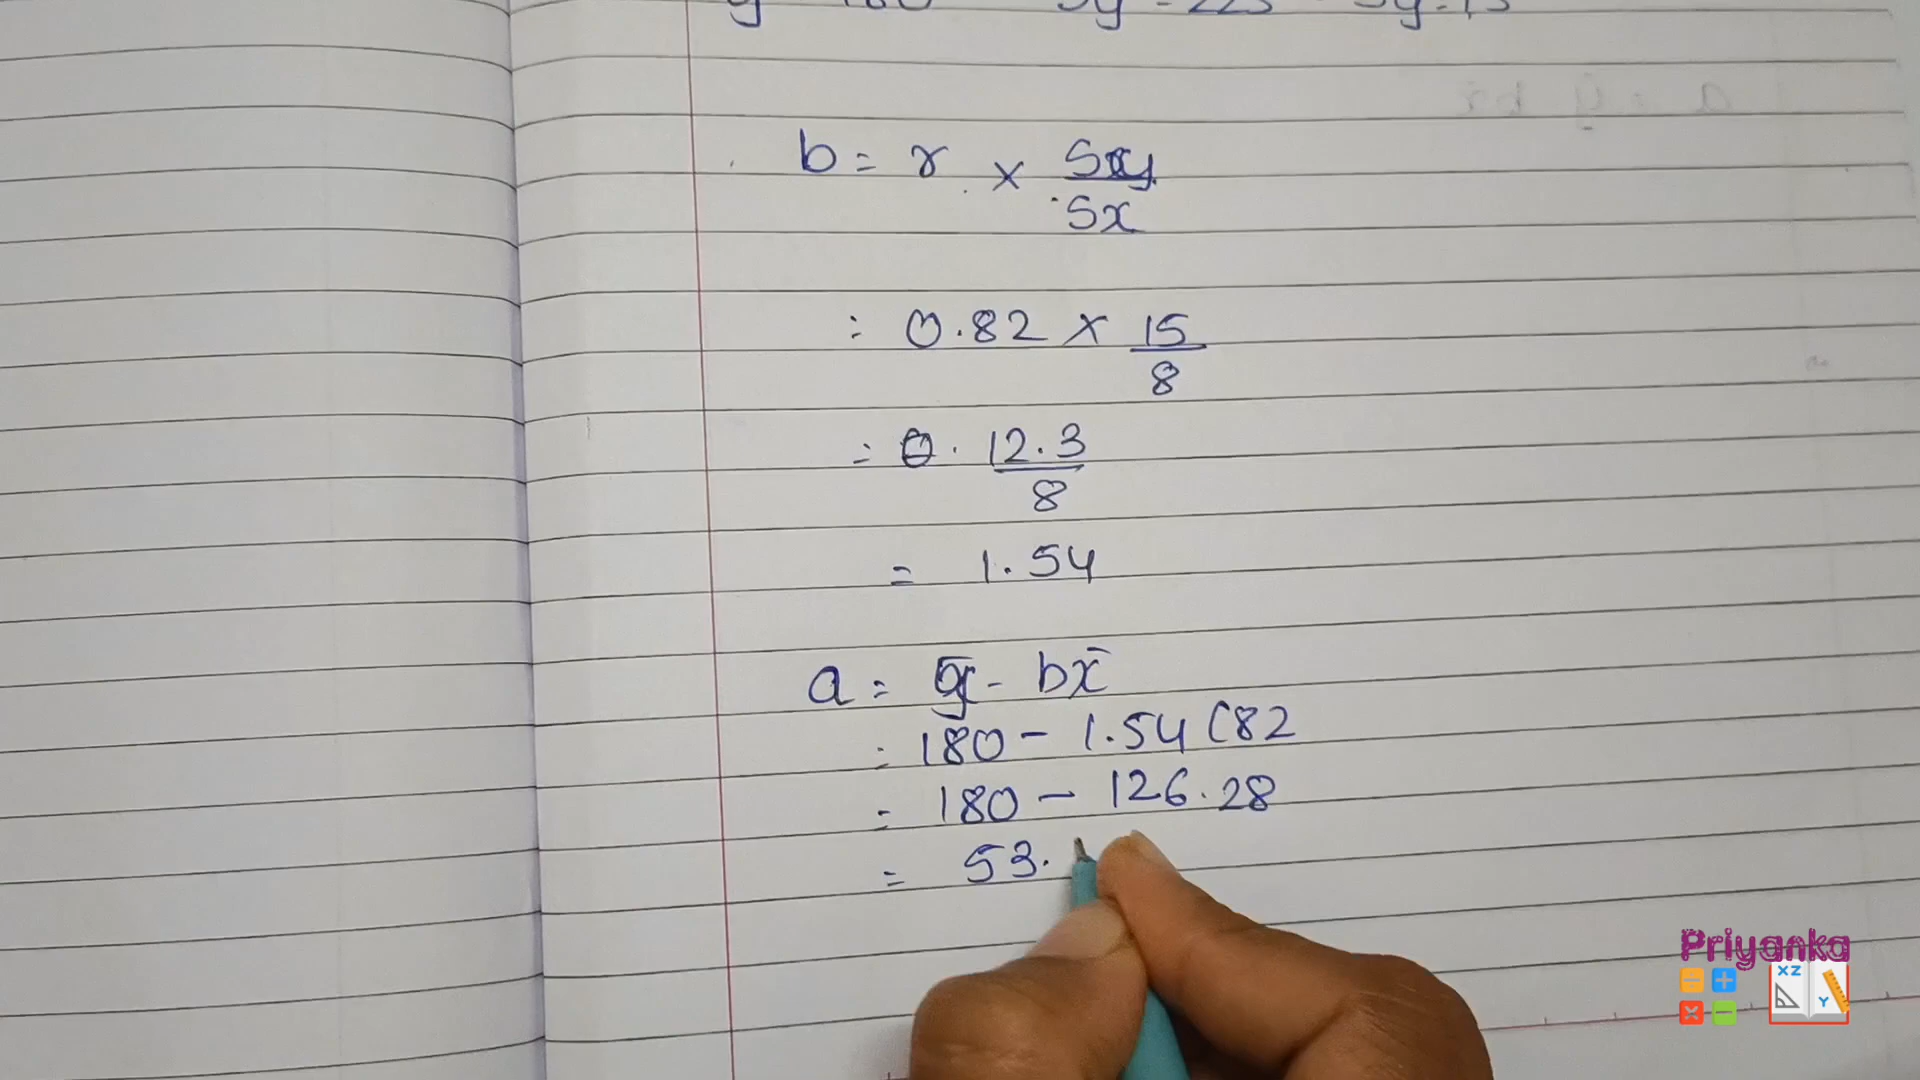 b = r × Sy
Sx
= 0.82 × 15
8
= 12.3
8
= 1.54
a = ȳ - bx̄
= 180 - 1.54 (82
= 180 - 126.28
= 53.
Priyanka
XZ
Y